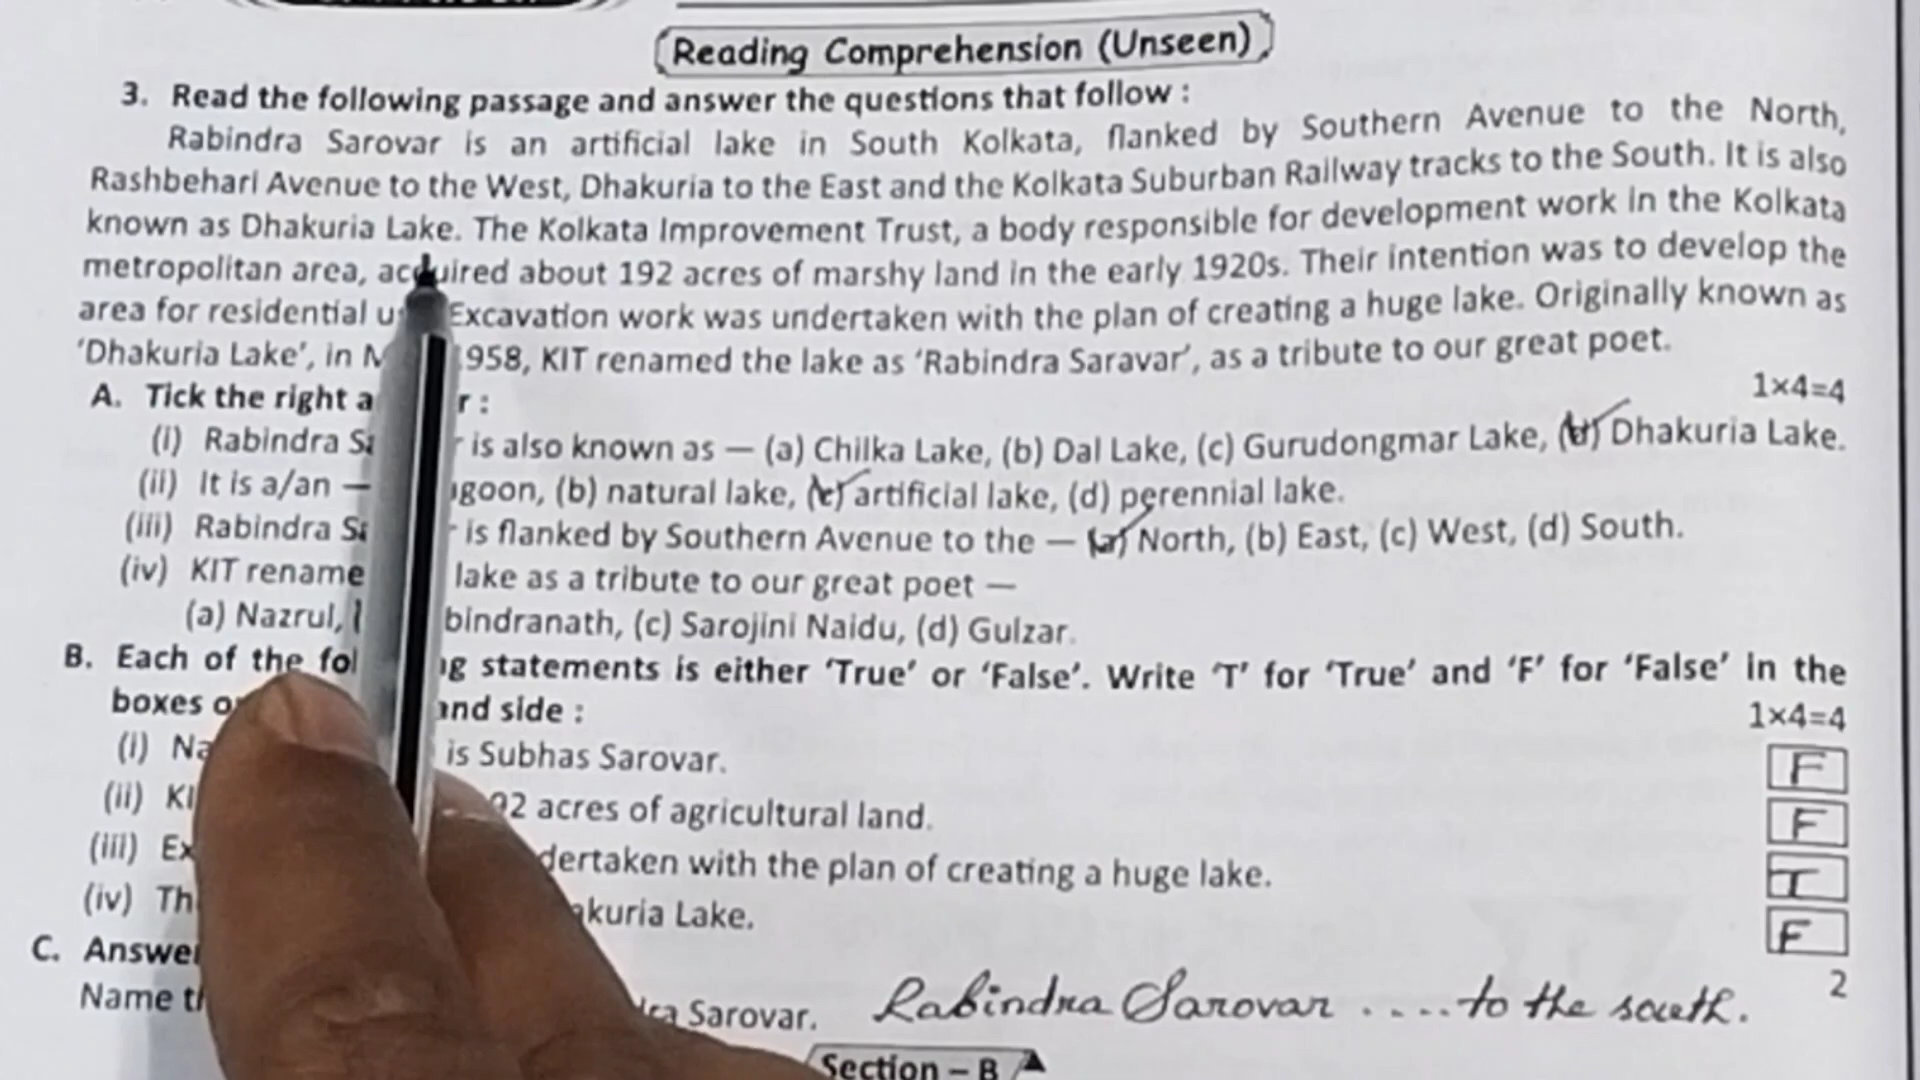 Reading Comprehension (Unseen)
3. Read the following passage and answer the questions that follow :
Rabindra Sarovar is an artificial lake in South Kolkata, flanked by Southern Avenue to the North,
Rashbehari Avenue to the West, Dhakuria to the East and the Kolkata Suburban Railway tracks to the South. It is also
known as Dhakuria Lake. The Kolkata Improvement Trust, a body responsible for development work in the Kolkata
metropolitan area, acquired about 192 acres of marshy land in the early 1920s. Their intention was to develop the
area for residential Excavation work was undertaken with the plan of creating a huge lake. Originally known as
'Dhakuria Lake', in 958, KIT renamed the lake as 'Rabindra Saravar', as a tribute to our great poet.
A. Tick the right 1×4=4
(i) Rabindra is also known as — (a) Chilka Lake, (b) Dal Lake, (c) Gurudongmar Lake, (d) Dhakuria Lake.
(ii) It is a/an — goon, (b) natural lake, (c) artificial lake, (d) perennial lake.
(iii) Rabindra is flanked by Southern Avenue to the — (a) North, (b) East, (c) West, (d) South.
(iv) KIT rename lake as a tribute to our great poet —
(a) Nazrul, bindranath, (c) Sarojini Naidu, (d) Gulzar.
B. Each of the statements is either 'True' or 'False'. Write 'T' for 'True' and 'F' for 'False' in the
boxes and side : 1×4=4
(i) is Subhas Sarovar. F
(ii) 92 acres of agricultural land. F
(iii) dertaken with the plan of creating a huge lake. T
(iv) akuria Lake. F
C. Answer 2
Name Sarovar. Rabindra Sarovar .... to the south.
Section – B